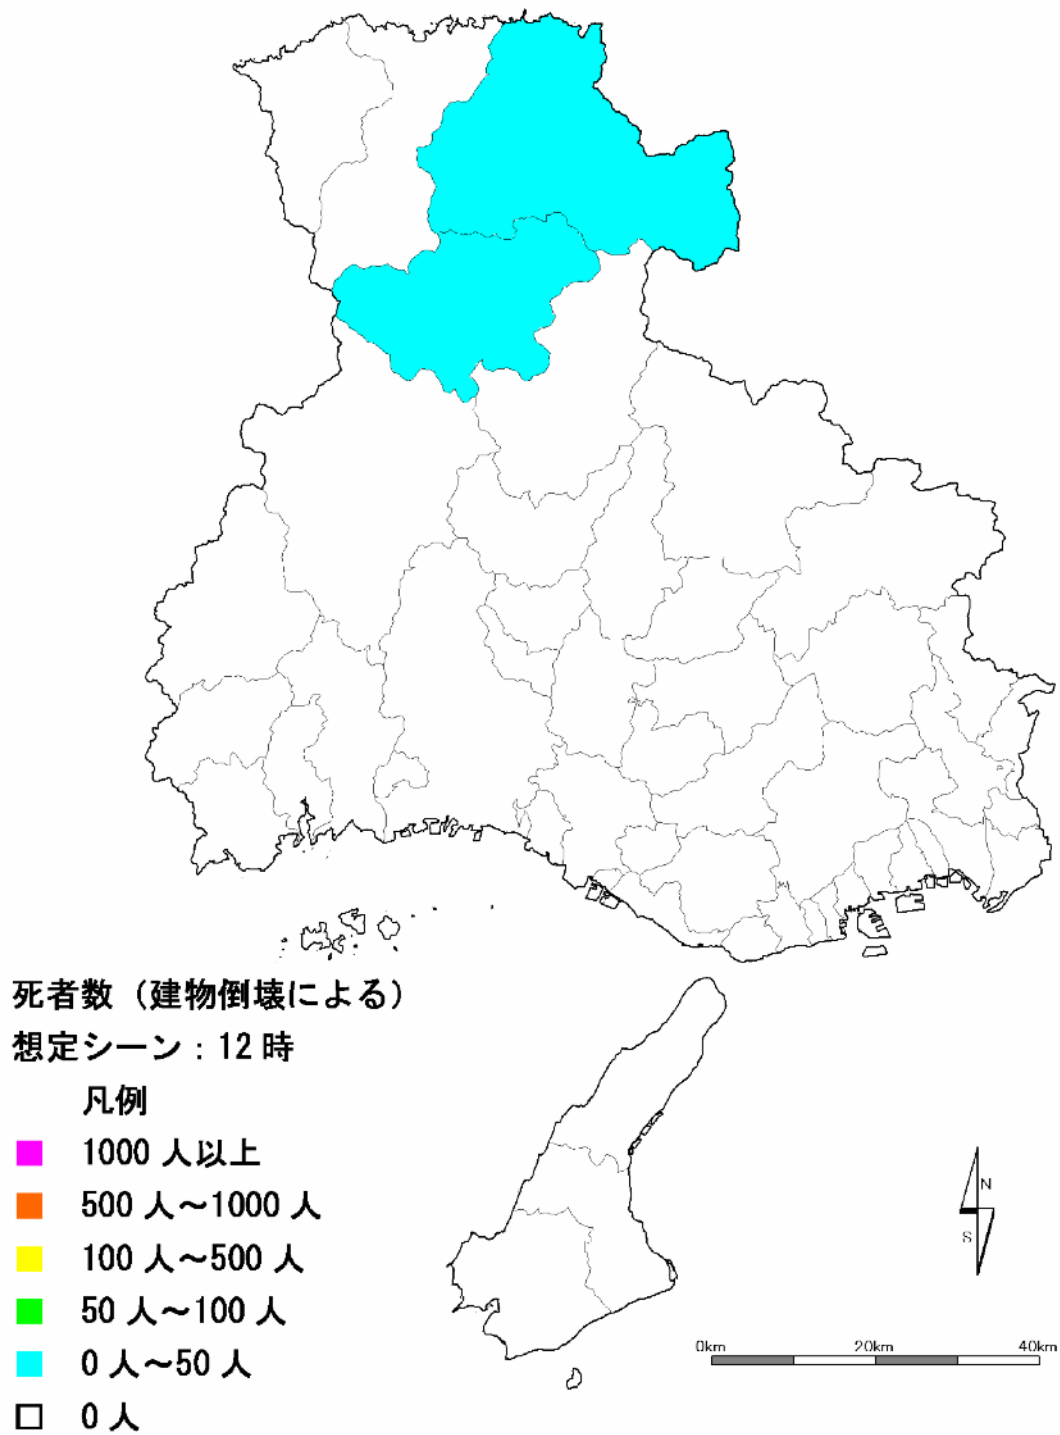 死者数（建物倒壊による）
想定シーン：12時
凡例
1000人以上
500人～1000人
100人～500人
50人～100人
0人～50人
0人
N
S
0km 20km 40km